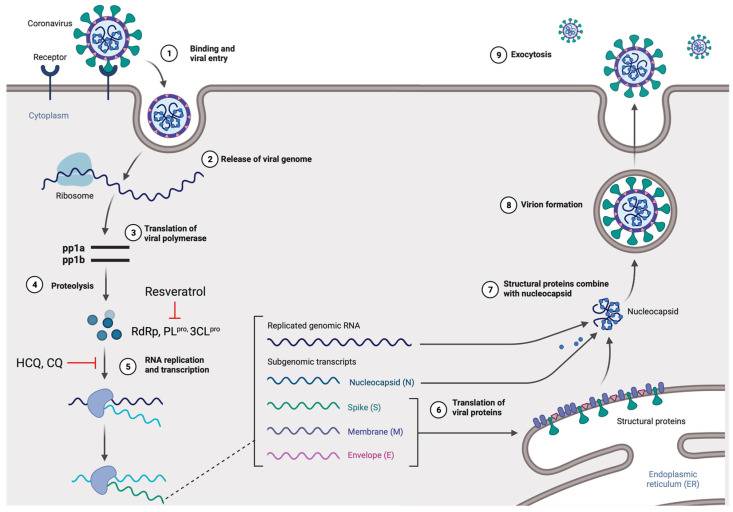 Coronavirus
Receptor
Cytoplasm
1
Binding and
viral entry
2
Release of viral genome
Ribosome
3
Translation of
viral polymerase
pp1a
pp1b
4
Proteolysis
Resveratrol
RdRp, PLpro, 3CLpro
HCQ, CQ
5
RNA replication
and transcription
Replicated genomic RNA
Subgenomic transcripts
Nucleocapsid (N)
Spike (S)
Membrane (M)
Envelope (E)
6
Translation of
viral proteins
Structural proteins
Endoplasmic
reticulum (ER)
7
Structural proteins combine
with nucleocapsid
Nucleocapsid
8
Virion formation
9
Exocytosis